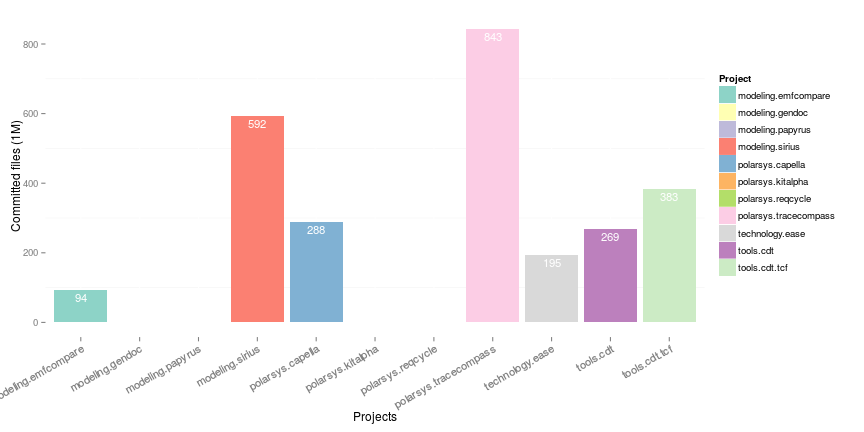 800
600
400
200
0
Committed files (1M)
94
592
288
843
195
269
383
modeling.emfcompare
modeling.gendoc
modeling.papyrus
modeling.sirius
polarsys.capella
polarsys.kitalpha
polarsys.reqcycle
polarsys.tracecompass
technology.ease
tools.cdt
tools.cdt.tcf
Projects
Project
modeling.emfcompare
modeling.gendoc
modeling.papyrus
modeling.sirius
polarsys.capella
polarsys.kitalpha
polarsys.reqcycle
polarsys.tracecompass
technology.ease
tools.cdt
tools.cdt.tcf